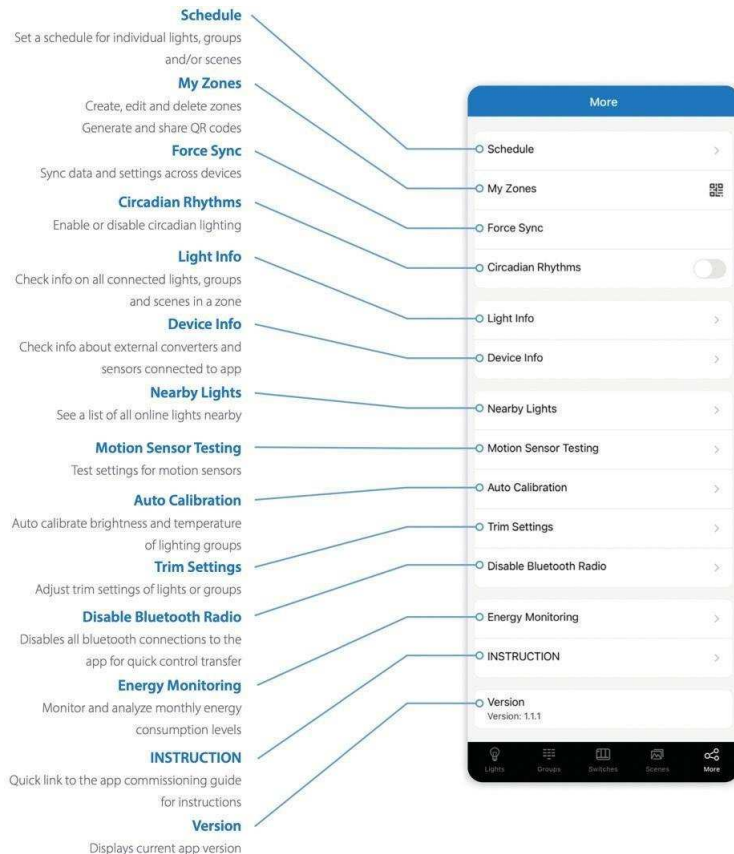 Schedule
Set a schedule for individual lights, groups
and/or scenes
My Zones
Create, edit and delete zones
Generate and share QR codes
Force Sync
Sync data and settings across devices
Circadian Rhythms
Enable or disable circadian lighting
Light Info
Check info on all connected lights, groups
and scenes in a zone
Device Info
Check info about external converters and
sensors connected to app
Nearby Lights
See a list of all online lights nearby
Motion Sensor Testing
Test settings for motion sensors
Auto Calibration
Auto calibrate brightness and temperature
of lighting groups
Trim Settings
Adjust trim settings of lights or groups
Disable Bluetooth Radio
Disables all bluetooth connections to the
app for quick control transfer
Energy Monitoring
Monitor and analyze monthly energy
consumption levels
INSTRUCTION
Quick link to the app commissioning guide
for instructions
Version
Displays current app version
More
Schedule
My Zones
Force Sync
Circadian Rhythms
Light Info
Device Info
Nearby Lights
Motion Sensor Testing
Auto Calibration
Trim Settings
Disable Bluetooth Radio
Energy Monitoring
INSTRUCTION
Version
Version: 1.1.1
Lights Groups Switches Scenes More